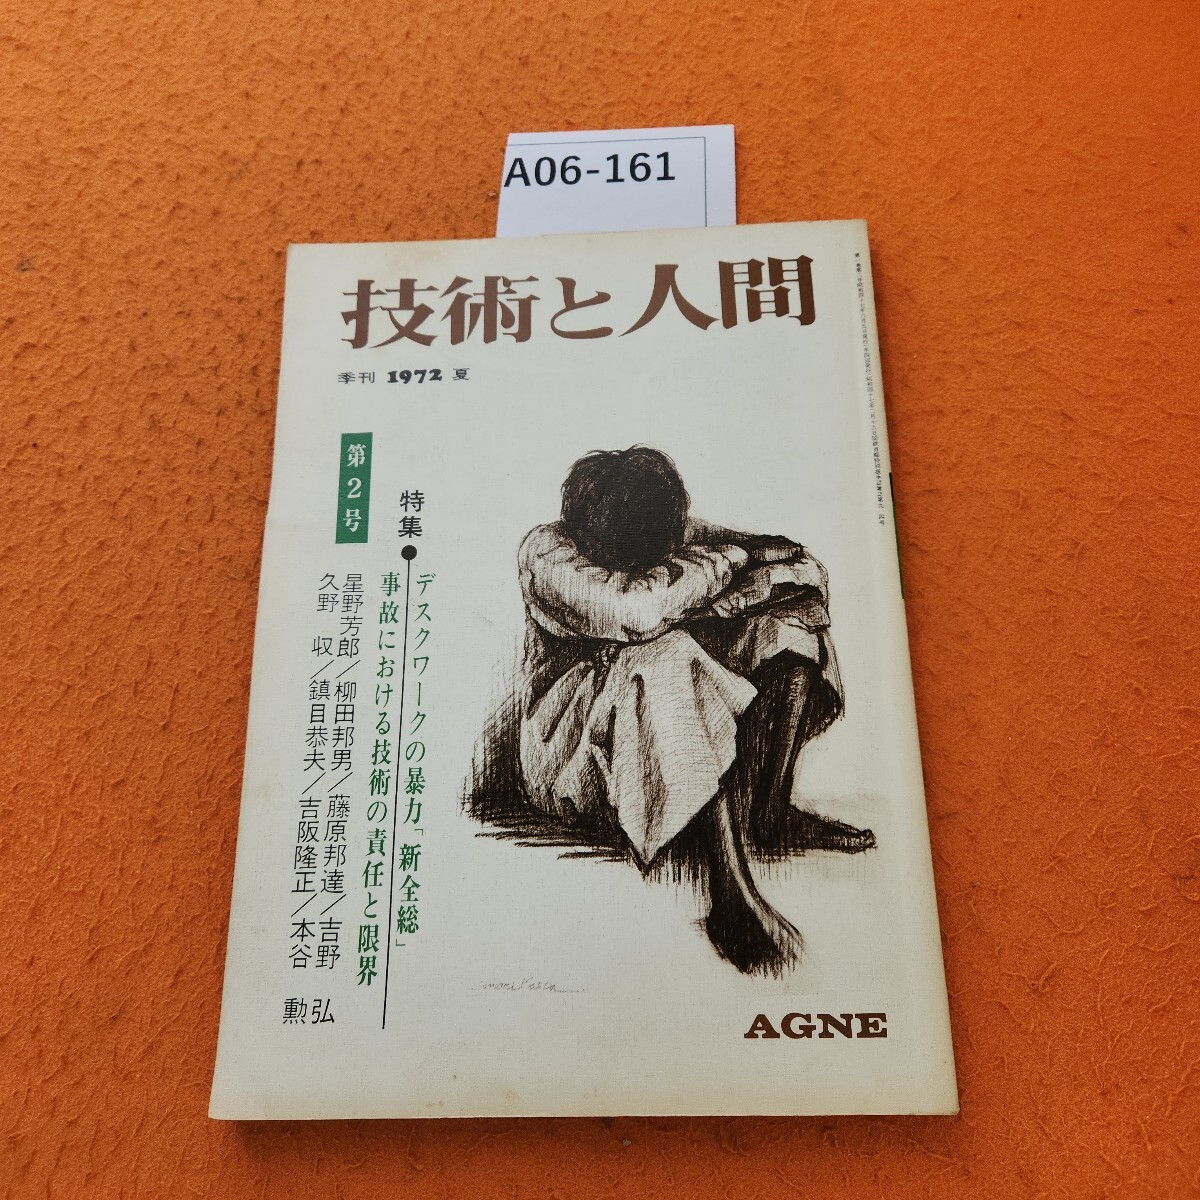 A06-161
技術と人間
季刊 1972 夏
第2号
特集●
デスクワークの暴力「新全総」
事故における技術の責任と限界
星野芳郎/柳田邦男/藤原邦達/吉野 弘
久野 収/鎮目恭夫/吉阪隆正/本谷 勲
AGNE